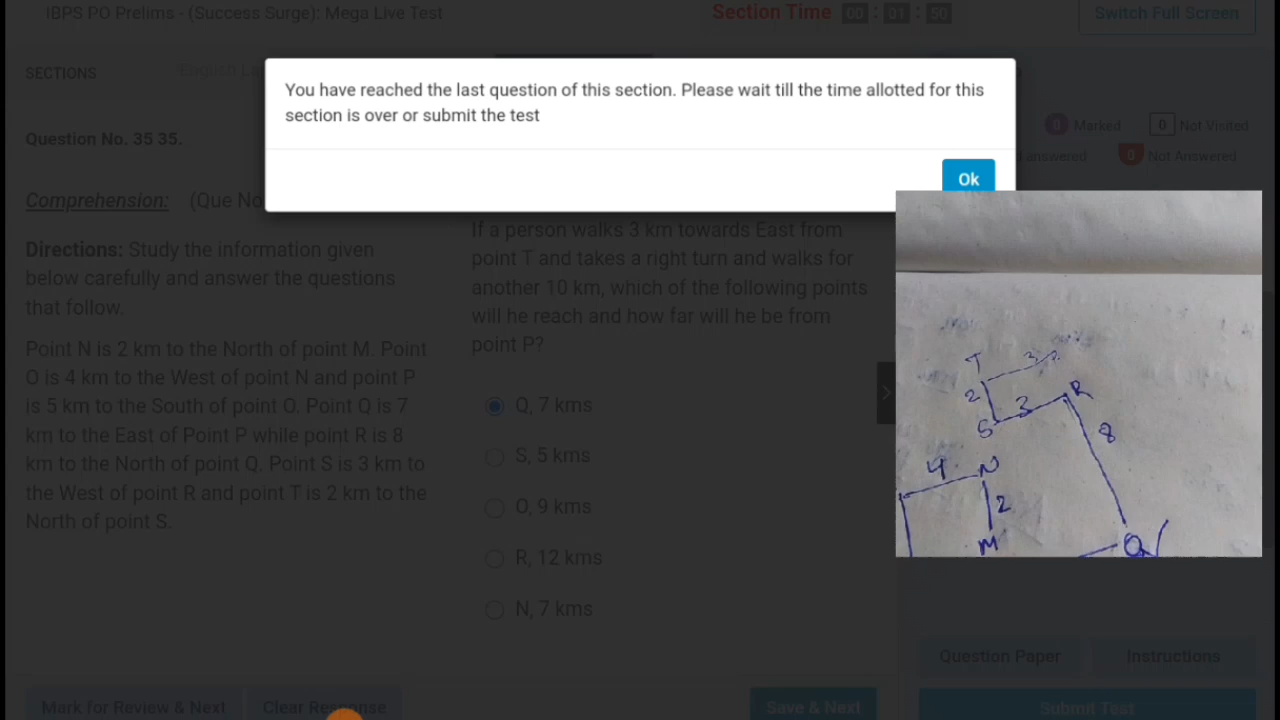 IBPS PO Prelims - (Success Surge): Mega Live Test
Section Time 00 : 01 : 50
Switch Full Screen
SECTIONS
English
You have reached the last question of this section. Please wait till the time allotted for this
section is over or submit the test
Ok
0 Marked
0 Not Visited
answered
0 Not Answered
Question No. 35 35.
Comprehension: (Que No
Directions: Study the information given
below carefully and answer the questions
that follow.
Point N is 2 km to the North of point M. Point
O is 4 km to the West of point N and point P
is 5 km to the South of point O. Point Q is 7
km to the East of Point P while point R is 8
km to the North of point Q. Point S is 3 km to
the West of point R and point T is 2 km to the
North of point S.
If a person walks 3 km towards East from
point T and takes a right turn and walks for
another 10 km, which of the following points
will he reach and how far will he be from
point P?
Q, 7 kms
S, 5 kms
O, 9 kms
R, 12 kms
N, 7 kms
T 3
2
S 3 R
8
4 N
2
M Q
Question Paper
Instructions
Mark for Review & Next
Clear Response
Save & Next
Submit Test